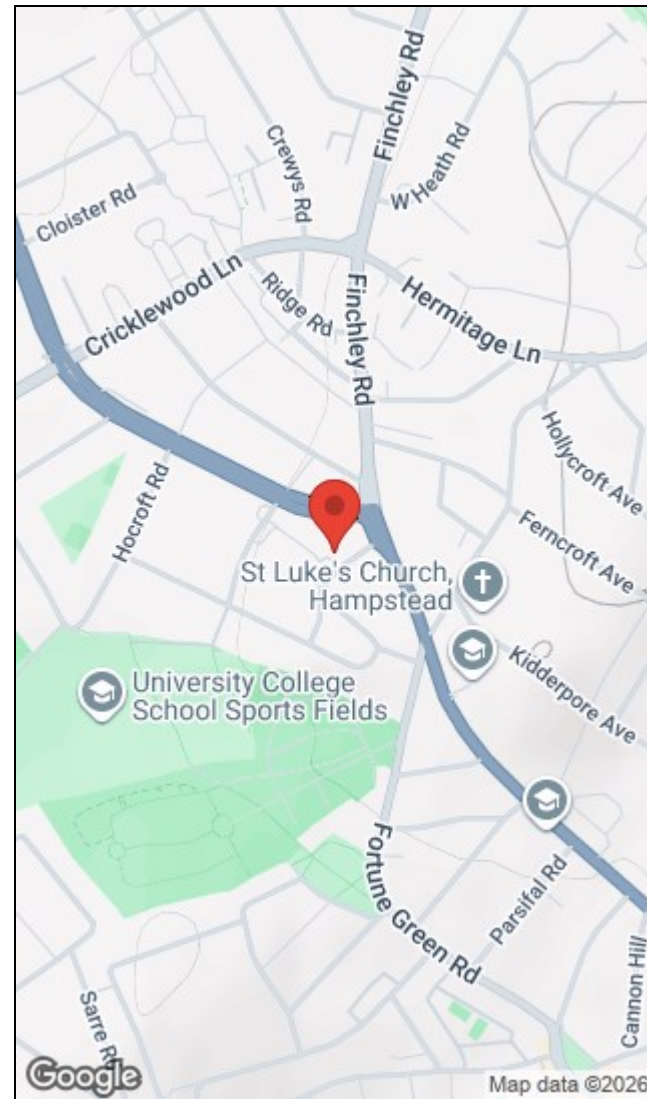 Finchley Rd
W Heath Rd
Crewys Rd
Cloister Rd
Cricklewood Ln
Ridge Rd
Finchley Rd
Hermitage Ln
Hollycroft Ave
Hocroft Rd
Ferncroft Ave
St Luke's Church,
Hampstead
Kidderpore Ave
University College
School Sports Fields
Fortune Green Rd
Parsifal Rd
Cannon Hill
Sarre Rd
Google
Map data ©2026